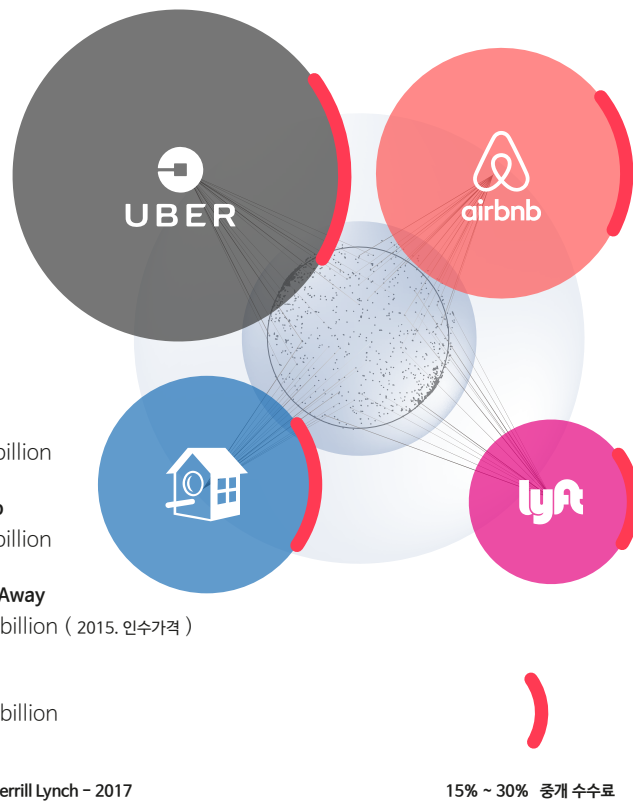 UBER
airbnb
lyft
billion
billion
Away
billion ( 2015. 인수가격 )
billion
Lynch - 2017
15% ~ 30% 중개 수수료